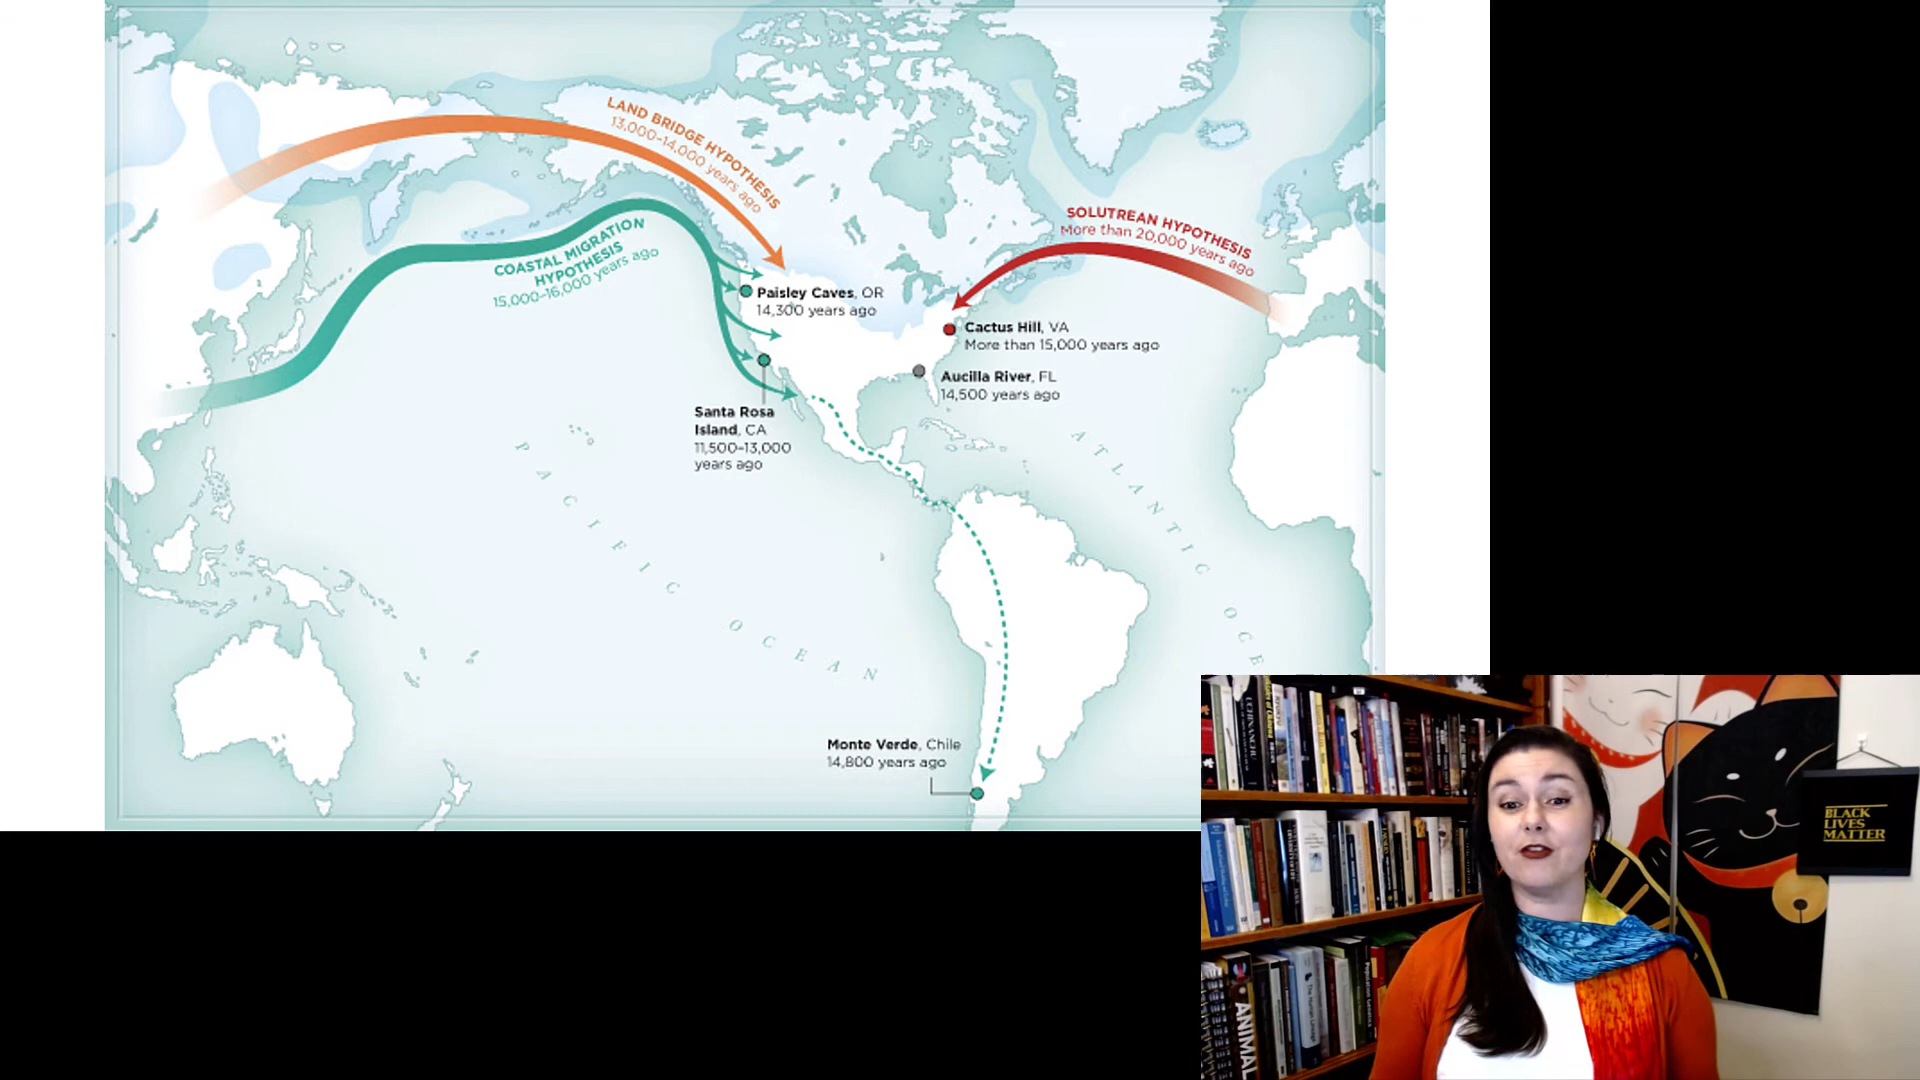 LAND BRIDGE HYPOTHESIS
13,000–14,000 years ago
COASTAL MIGRATION
HYPOTHESIS
15,000–16,000 years ago
SOLUTREAN HYPOTHESIS
More than 20,000 years ago
Paisley Caves, OR
14,300 years ago
Cactus Hill, VA
More than 15,000 years ago
Aucilla River, FL
14,500 years ago
Santa Rosa
Island, CA
11,500–13,000
years ago
PACIFIC OCEAN
ATLANTIC OCE
Monte Verde, Chile
14,800 years ago
BLACK
LIVES
MATTER
ANIMAL